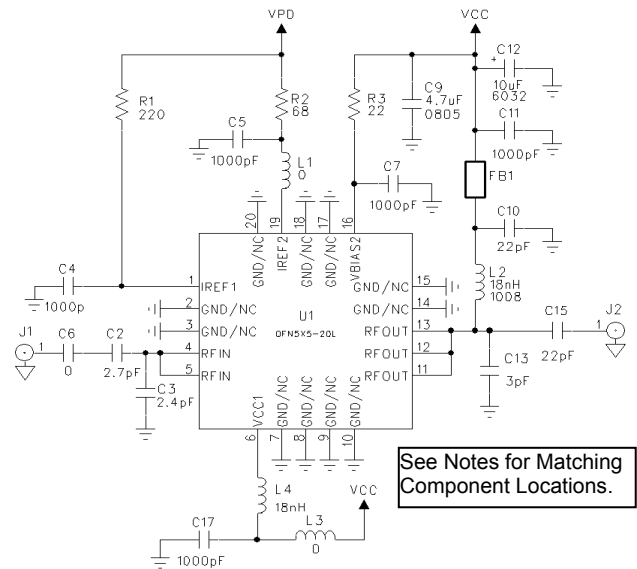 VPD
VCC
R1
220
R2
68
R3
22
C9
4.7uF
0805
+ C12
10uF
6032
C11
1000pF
C5
1000pF
L1
0
C7
1000pF
FB1
C10
22pF
L2
18nH
1008
20
19
18
17
16
GND/NC
IREF2
GND/NC
GND/NC
VBIAS2
C4
1000p
1
IREF1
2
GND/NC
3
GND/NC
4
RFIN
5
RFIN
U1
QFN5X5-20L
GND/NC
15
GND/NC
14
RFOUT
13
RFOUT
12
RFOUT
11
J1
1
C6
0
C2
2.7pF
C3
2.4pF
C15
22pF
J2
1
C13
3pF
VCC1
GND/NC
GND/NC
GND/NC
GND/NC
6
7
8
9
10
L4
18nH
L3
0
VCC
C17
1000pF
See Notes for Matching
Component Locations.